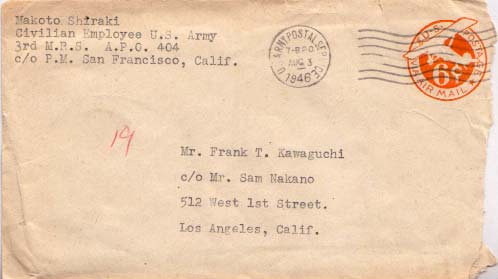 Makoto Shiraki
Civilian Employee U.S. Army
3rd M.R.S. A.P.O. 404
c/o P.M. San Francisco, Calif.
U.S. ARMY POSTAL SERVICE
AUG 3
1946
U.S. POSTAGE
6¢
VIA AIR MAIL
19
Mr. Frank T. Kawaguchi
c/o Mr. Sam Nakano
512 West 1st Street.
Los Angeles, Calif.